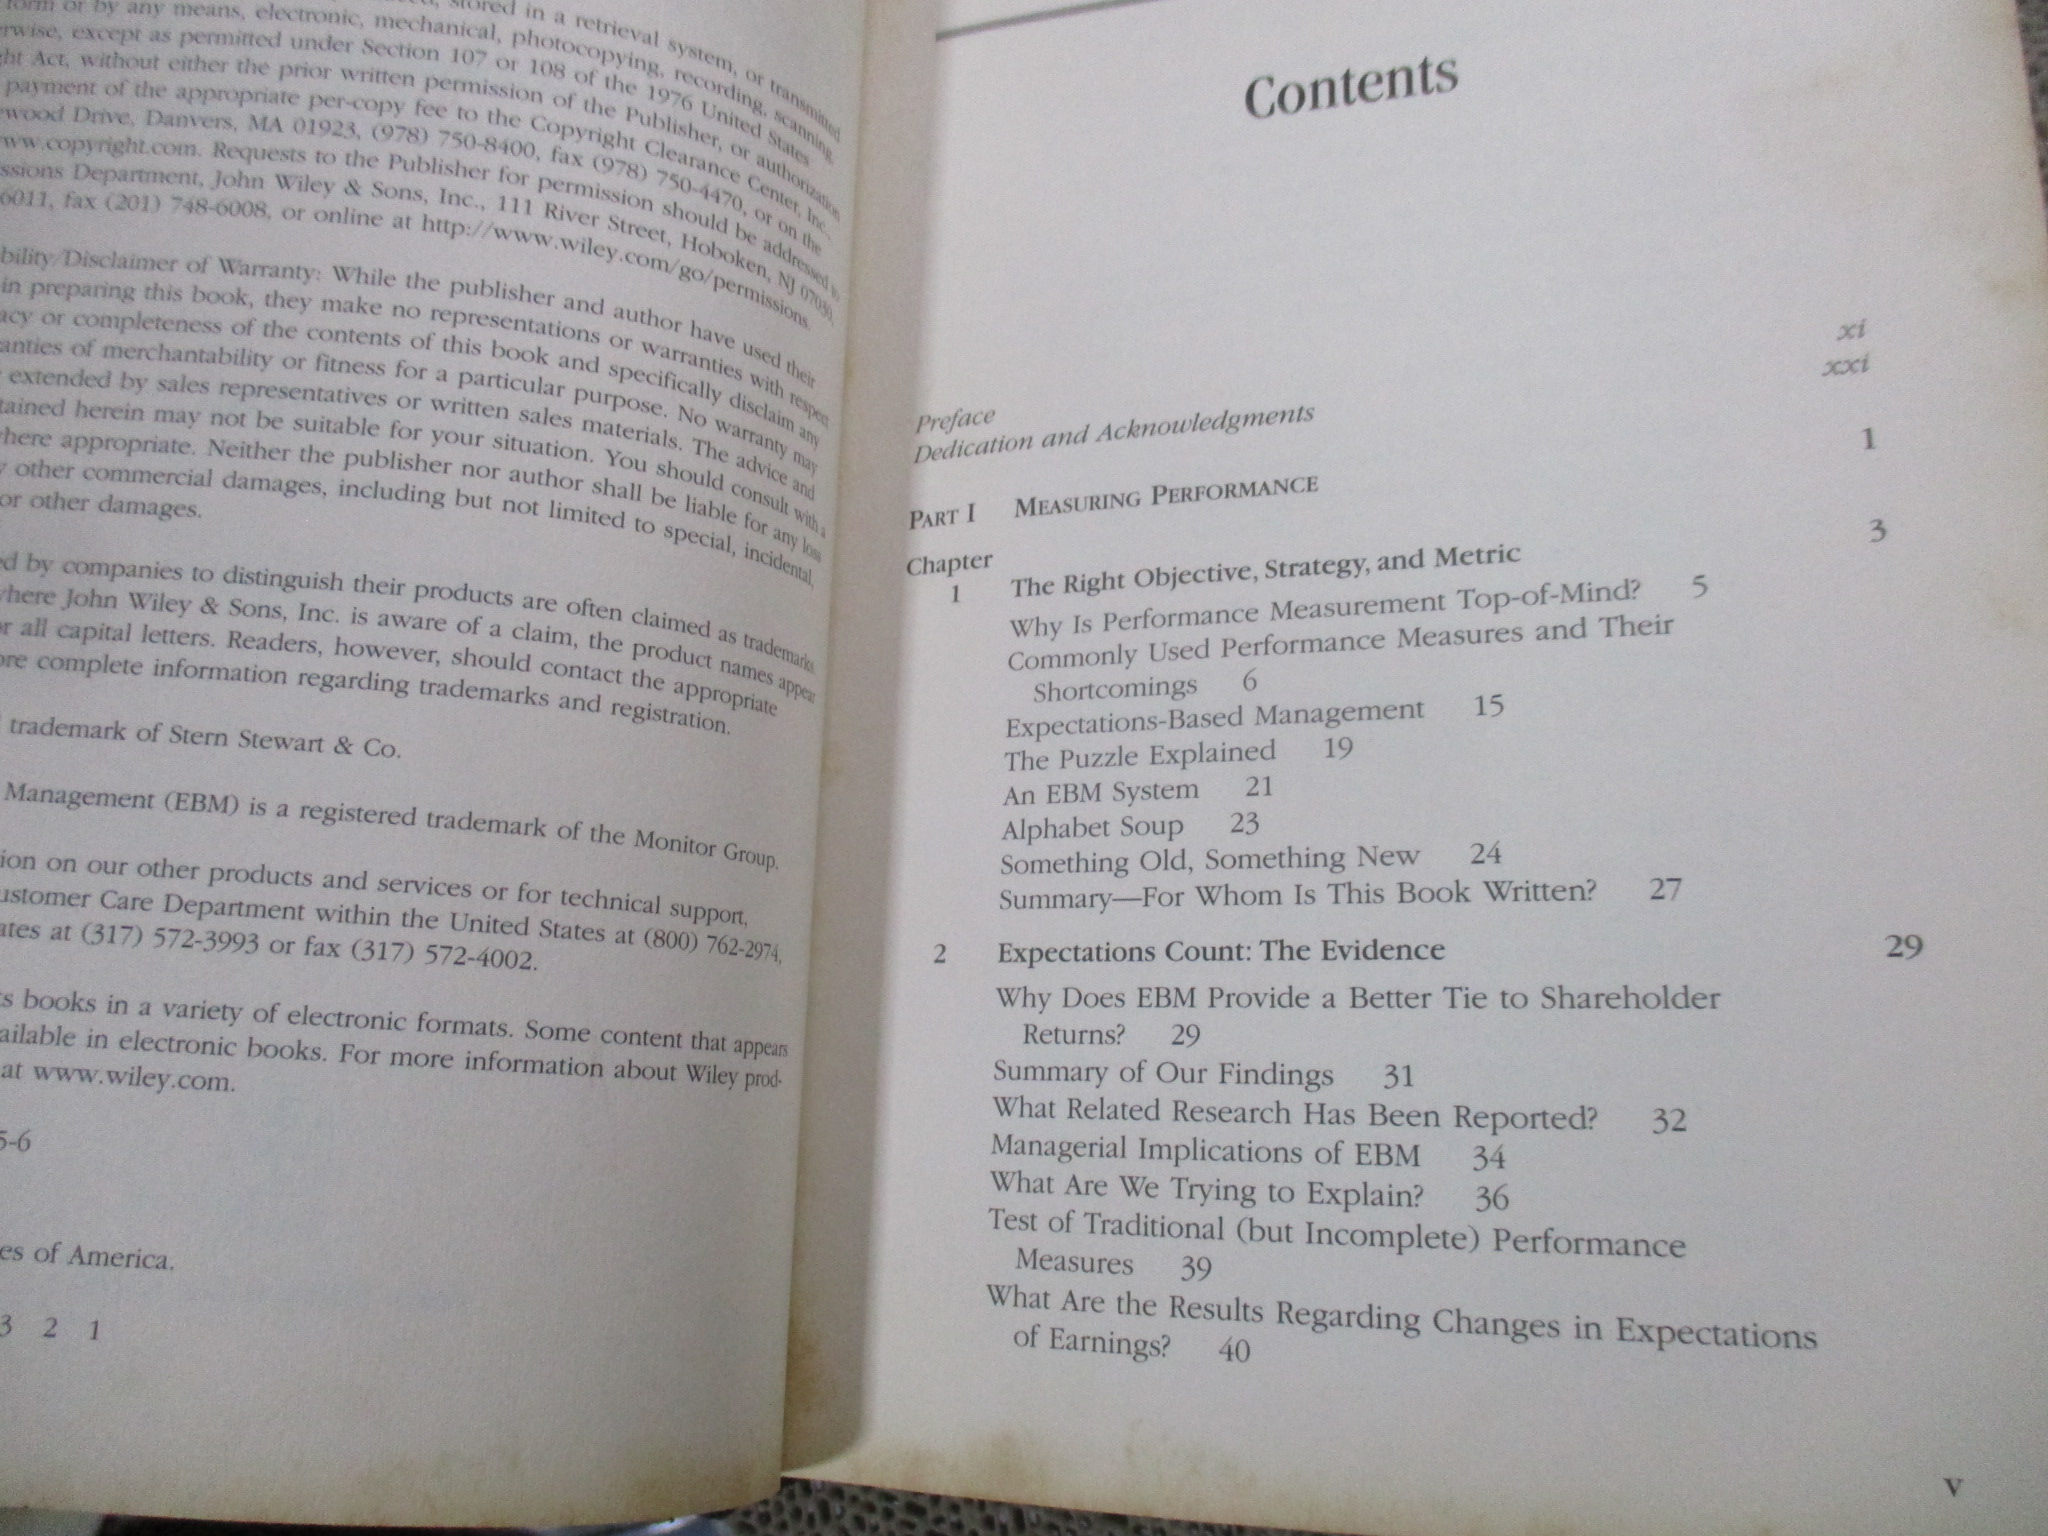 stored in a retrieval system, or transmitted
form or by any means, electronic, mechanical, photocopying, recording, scanning,
rwise, except as permitted under Section 107 or 108 of the 1976 United States
ht Act, without either the prior written permission of the Publisher, or authorization
payment of the appropriate per-copy fee to the Copyright Clearance Center, Inc.,
wood Drive, Danvers, MA 01923, (978) 750-8400, fax (978) 750-4470, or on the
ww.copyright.com. Requests to the Publisher for permission should be addressed to
ssions Department, John Wiley & Sons, Inc., 111 River Street, Hoboken, NJ 07030,
6011, fax (201) 748-6008, or online at http://www.wiley.com/go/permissions.
bility/Disclaimer of Warranty: While the publisher and author have used their
in preparing this book, they make no representations or warranties with respect
acy or completeness of the contents of this book and specifically disclaim any
anties of merchantability or fitness for a particular purpose. No warranty may
extended by sales representatives or written sales materials. The advice and
tained herein may not be suitable for your situation. You should consult with a
where appropriate. Neither the publisher nor author shall be liable for any loss
y other commercial damages, including but not limited to special, incidental,
or other damages.
ed by companies to distinguish their products are often claimed as trademarks.
where John Wiley & Sons, Inc. is aware of a claim, the product names appear
or all capital letters. Readers, however, should contact the appropriate
ore complete information regarding trademarks and registration.
trademark of Stern Stewart & Co.
Management (EBM) is a registered trademark of the Monitor Group.
ion on our other products and services or for technical support,
ustomer Care Department within the United States at (800) 762-2974,
ates at (317) 572-3993 or fax (317) 572-4002.
ts books in a variety of electronic formats. Some content that appears
ailable in electronic books. For more information about Wiley prod-
at www.wiley.com.
5-6
es of America.
3 2 1
Contents
Preface xi
Dedication and Acknowledgments xxi
PART I MEASURING PERFORMANCE 1
Chapter
1 The Right Objective, Strategy, and Metric 3
Why Is Performance Measurement Top-of-Mind? 5
Commonly Used Performance Measures and Their
Shortcomings 6
Expectations-Based Management 15
The Puzzle Explained 19
An EBM System 21
Alphabet Soup 23
Something Old, Something New 24
Summary—For Whom Is This Book Written? 27
2 Expectations Count: The Evidence 29
Why Does EBM Provide a Better Tie to Shareholder
Returns? 29
Summary of Our Findings 31
What Related Research Has Been Reported? 32
Managerial Implications of EBM 34
What Are We Trying to Explain? 36
Test of Traditional (but Incomplete) Performance
Measures 39
What Are the Results Regarding Changes in Expectations
of Earnings? 40
v